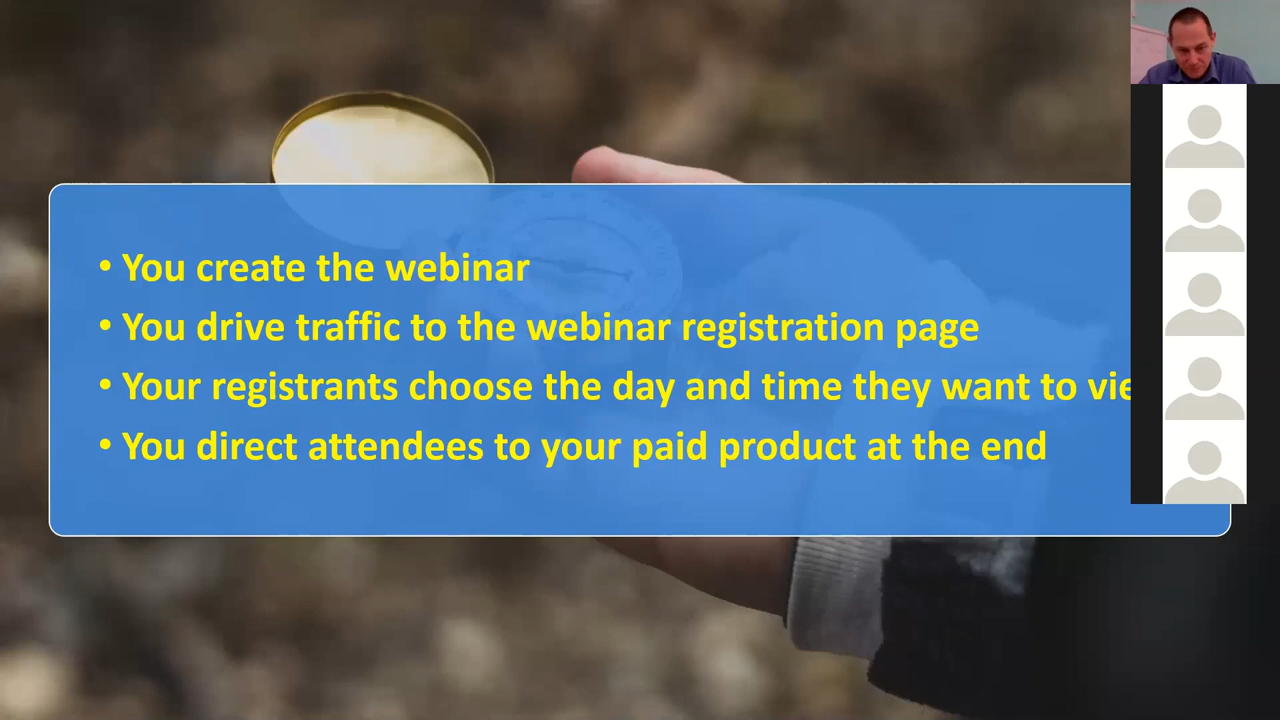 • You create the webinar
• You drive traffic to the webinar registration page
• Your registrants choose the day and time they want to
• You direct attendees to your paid product at the end